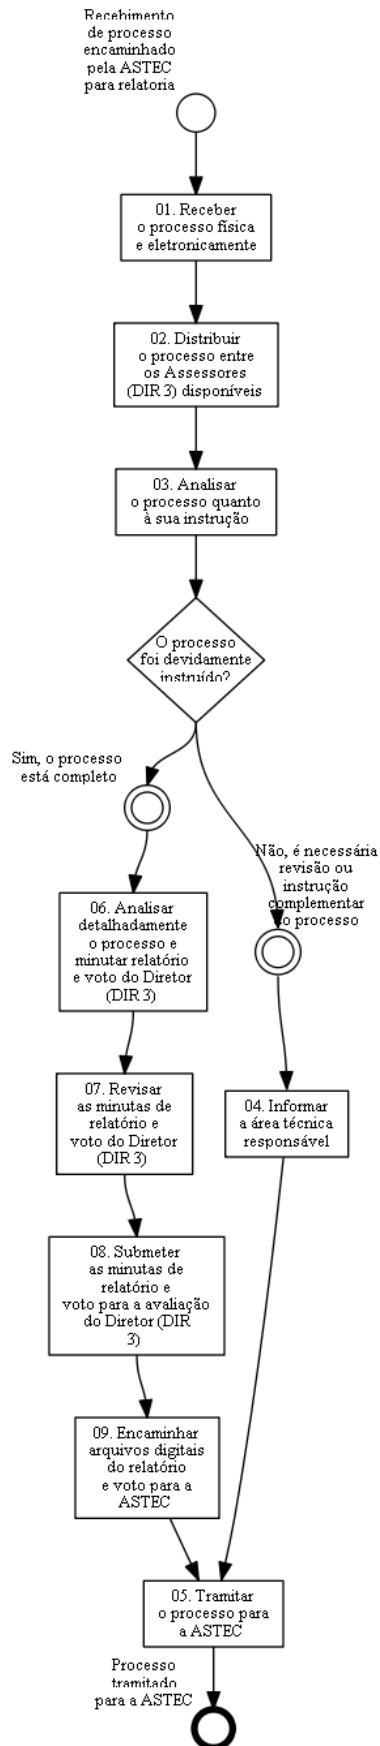 Recebimento
de processo
encaminhado
pela ASTEC
para relatoria
01. Receber
o processo física
e eletronicamente
02. Distribuir
o processo entre
os Assessores
(DIR 3) disponíveis
03. Analisar
o processo quanto
à sua instrução
O processo
foi devidamente
instruído?
Sim, o processo
está completo
Não, é necessária
revisão ou
instrução
complementar
do processo
06. Analisar
detalhadamente
o processo e
minutar relatório
e voto do Diretor
(DIR 3)
07. Revisar
as minutas de
relatório e
voto do Diretor
(DIR 3)
04. Informar
a área técnica
responsável
08. Submeter
as minutas de
relatório e
voto para a avaliação
do Diretor (DIR
3)
09. Encaminhar
arquivos digitais
do relatório
e voto para a
ASTEC
05. Tramitar
o processo para
a ASTEC
Processo
tramitado
para a ASTEC